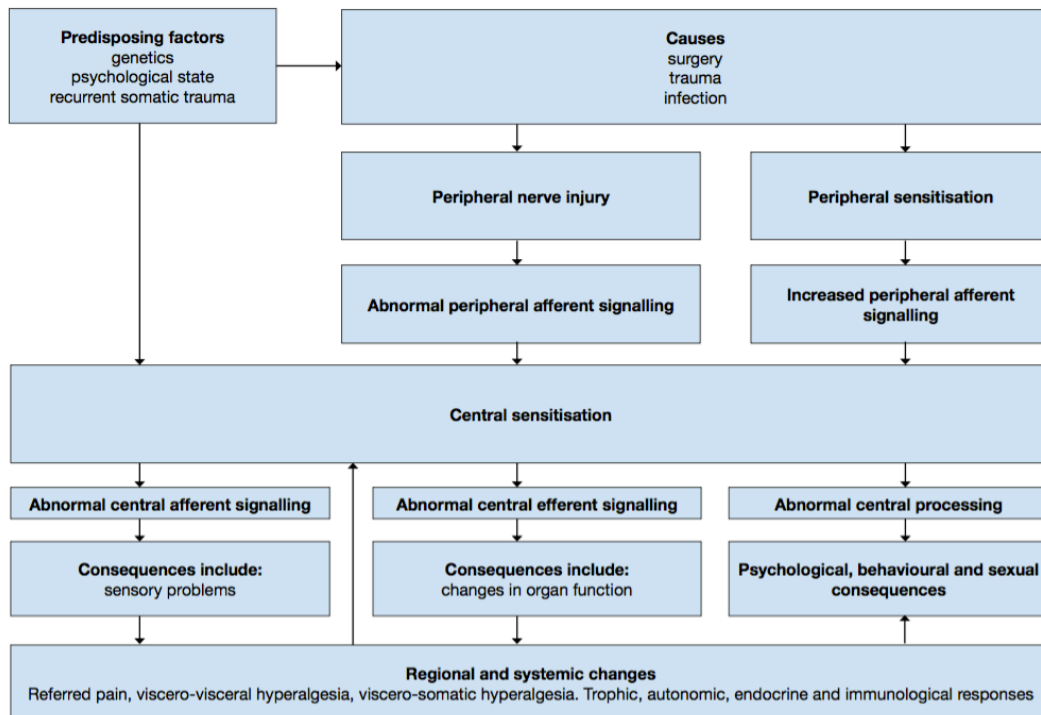 Predisposing factors
genetics
psychological state
recurrent somatic trauma
Causes
surgery
trauma
infection
Peripheral nerve injury
Peripheral sensitisation
Abnormal peripheral afferent signalling
Increased peripheral afferent
signalling
Central sensitisation
Abnormal central afferent signalling
Abnormal central efferent signalling
Abnormal central processing
Consequences include:
sensory problems
Consequences include:
changes in organ function
Psychological, behavioural and sexual
consequences
Regional and systemic changes
Referred pain, viscero-visceral hyperalgesia, viscero-somatic hyperalgesia. Trophic, autonomic, endocrine and immunological responses